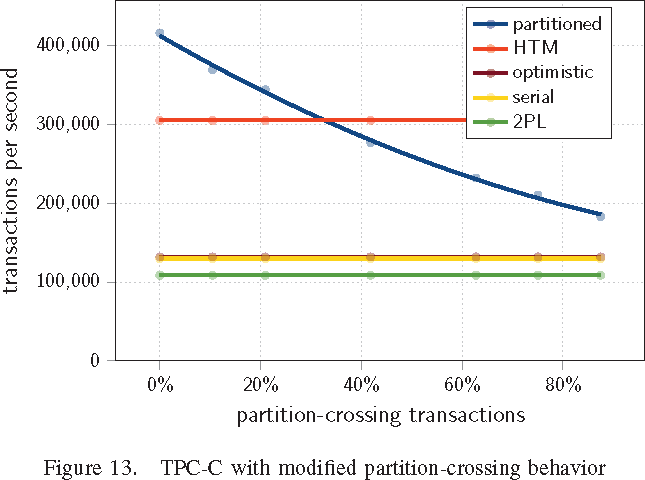 partitioned
HTM
optimistic
serial
2PL
transactions per second
400,000
300,000
200,000
100,000
0
0% 20% 40% 60% 80%
partition-crossing transactions
Figure 13. TPC-C with modified partition-crossing behavior